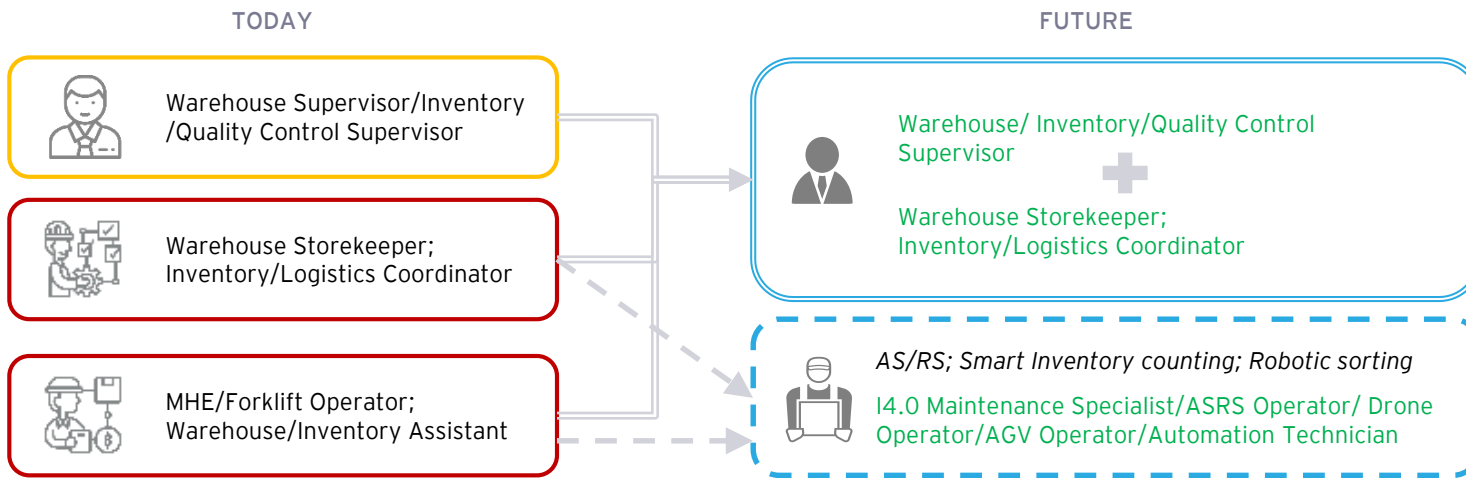 TODAY
FUTURE
Warehouse Supervisor/Inventory
/Quality Control Supervisor
Warehouse Storekeeper;
Inventory/Logistics Coordinator
MHE/Forklift Operator;
Warehouse/Inventory Assistant
Warehouse/ Inventory/Quality Control
Supervisor
Warehouse Storekeeper;
Inventory/Logistics Coordinator
AS/RS; Smart Inventory counting; Robotic sorting
I4.0 Maintenance Specialist/ASRS Operator/ Drone
Operator/AGV Operator/Automation Technician